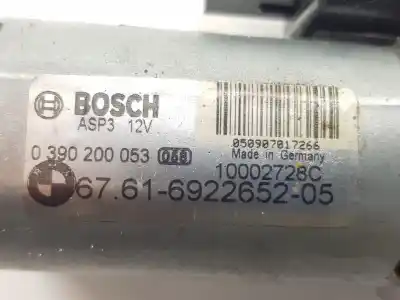 BOSCH
ASP3 12V
050907017266
Made in Germany
0 390 200 053 068
10002728C
67.61-6922652-05